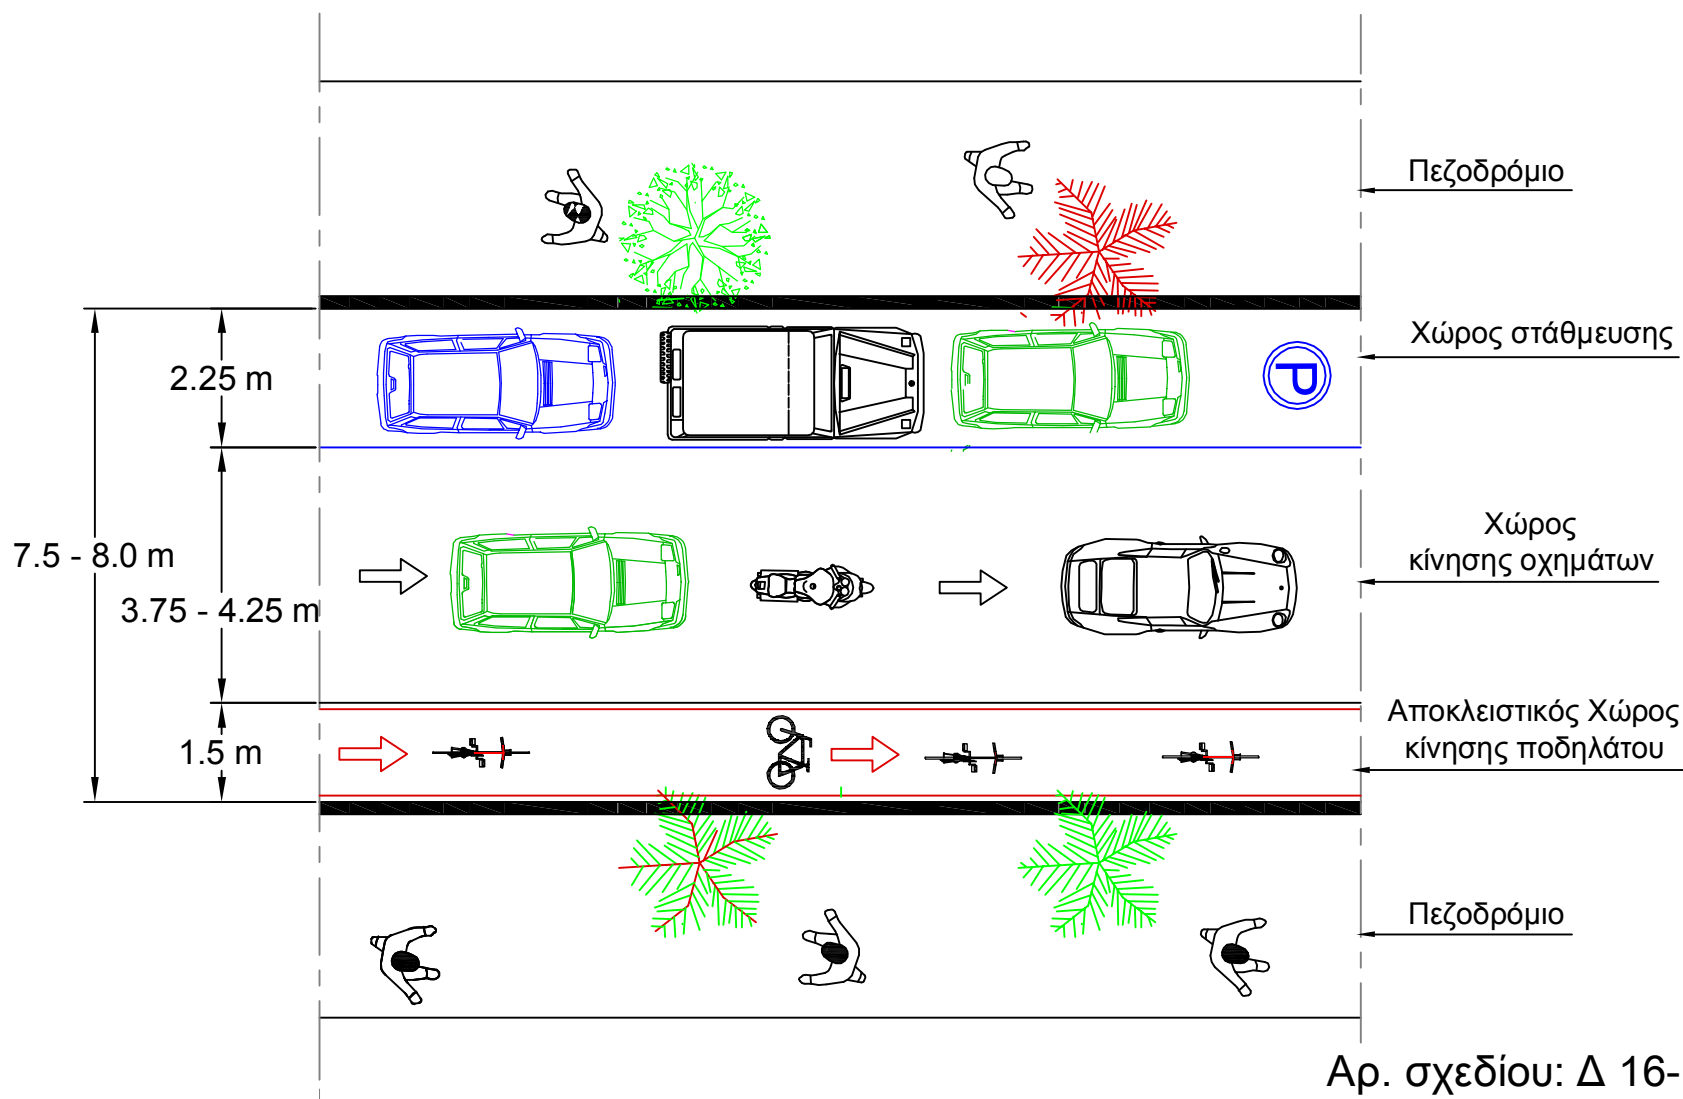 Πεζοδρόμιο
Χώρος στάθμευσης
P
2.25 m
Χώρος
κίνησης οχημάτων
7.5 - 8.0 m
3.75 - 4.25 m
Αποκλειστικός Χώρος
κίνησης ποδηλάτου
1.5 m
Πεζοδρόμιο
Αρ. σχεδίου: Δ 16-